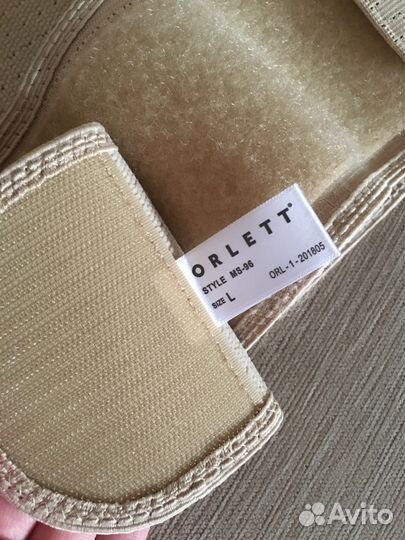 ORLETT®
STYLE MS-96
SIZE L
ORL-1-201805
Avito